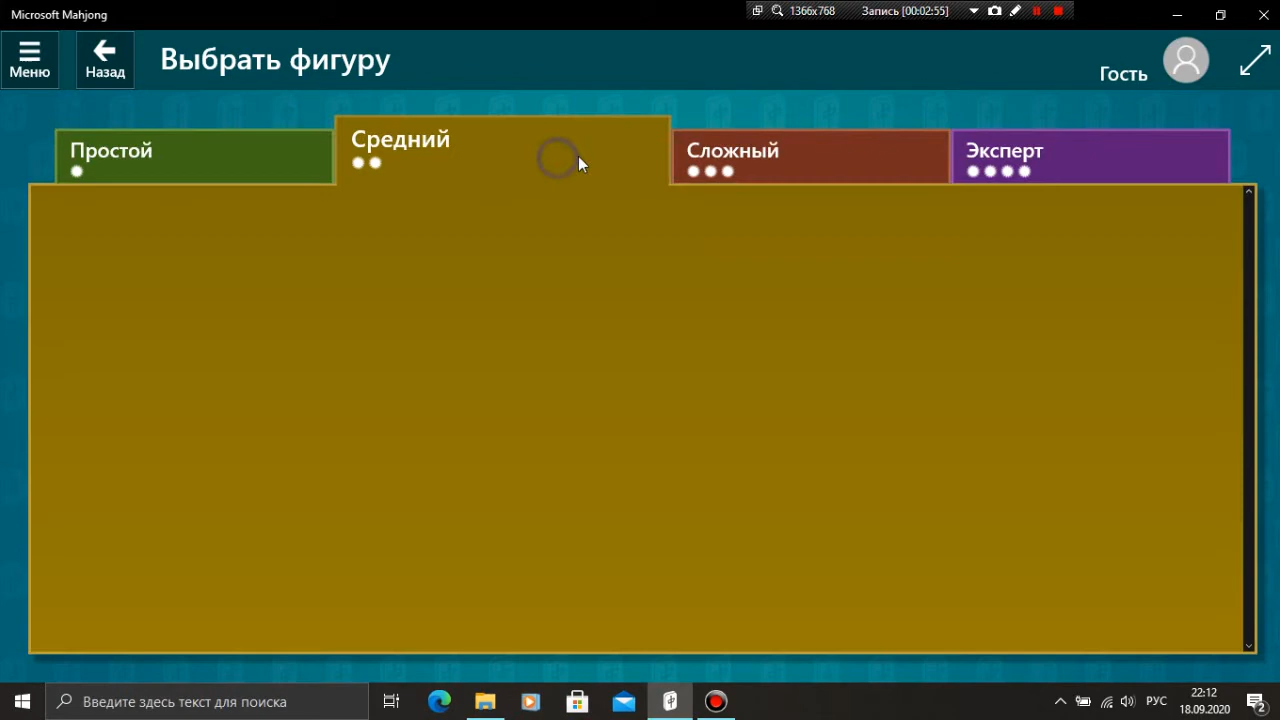 Microsoft Mahjong
1366x768
Запись [00:02:55]
Меню
Назад
Выбрать фигуру
Гость
Простой
Средний
Сложный
Эксперт
Введите здесь текст для поиска
РУС
22:12
18.09.2020
2